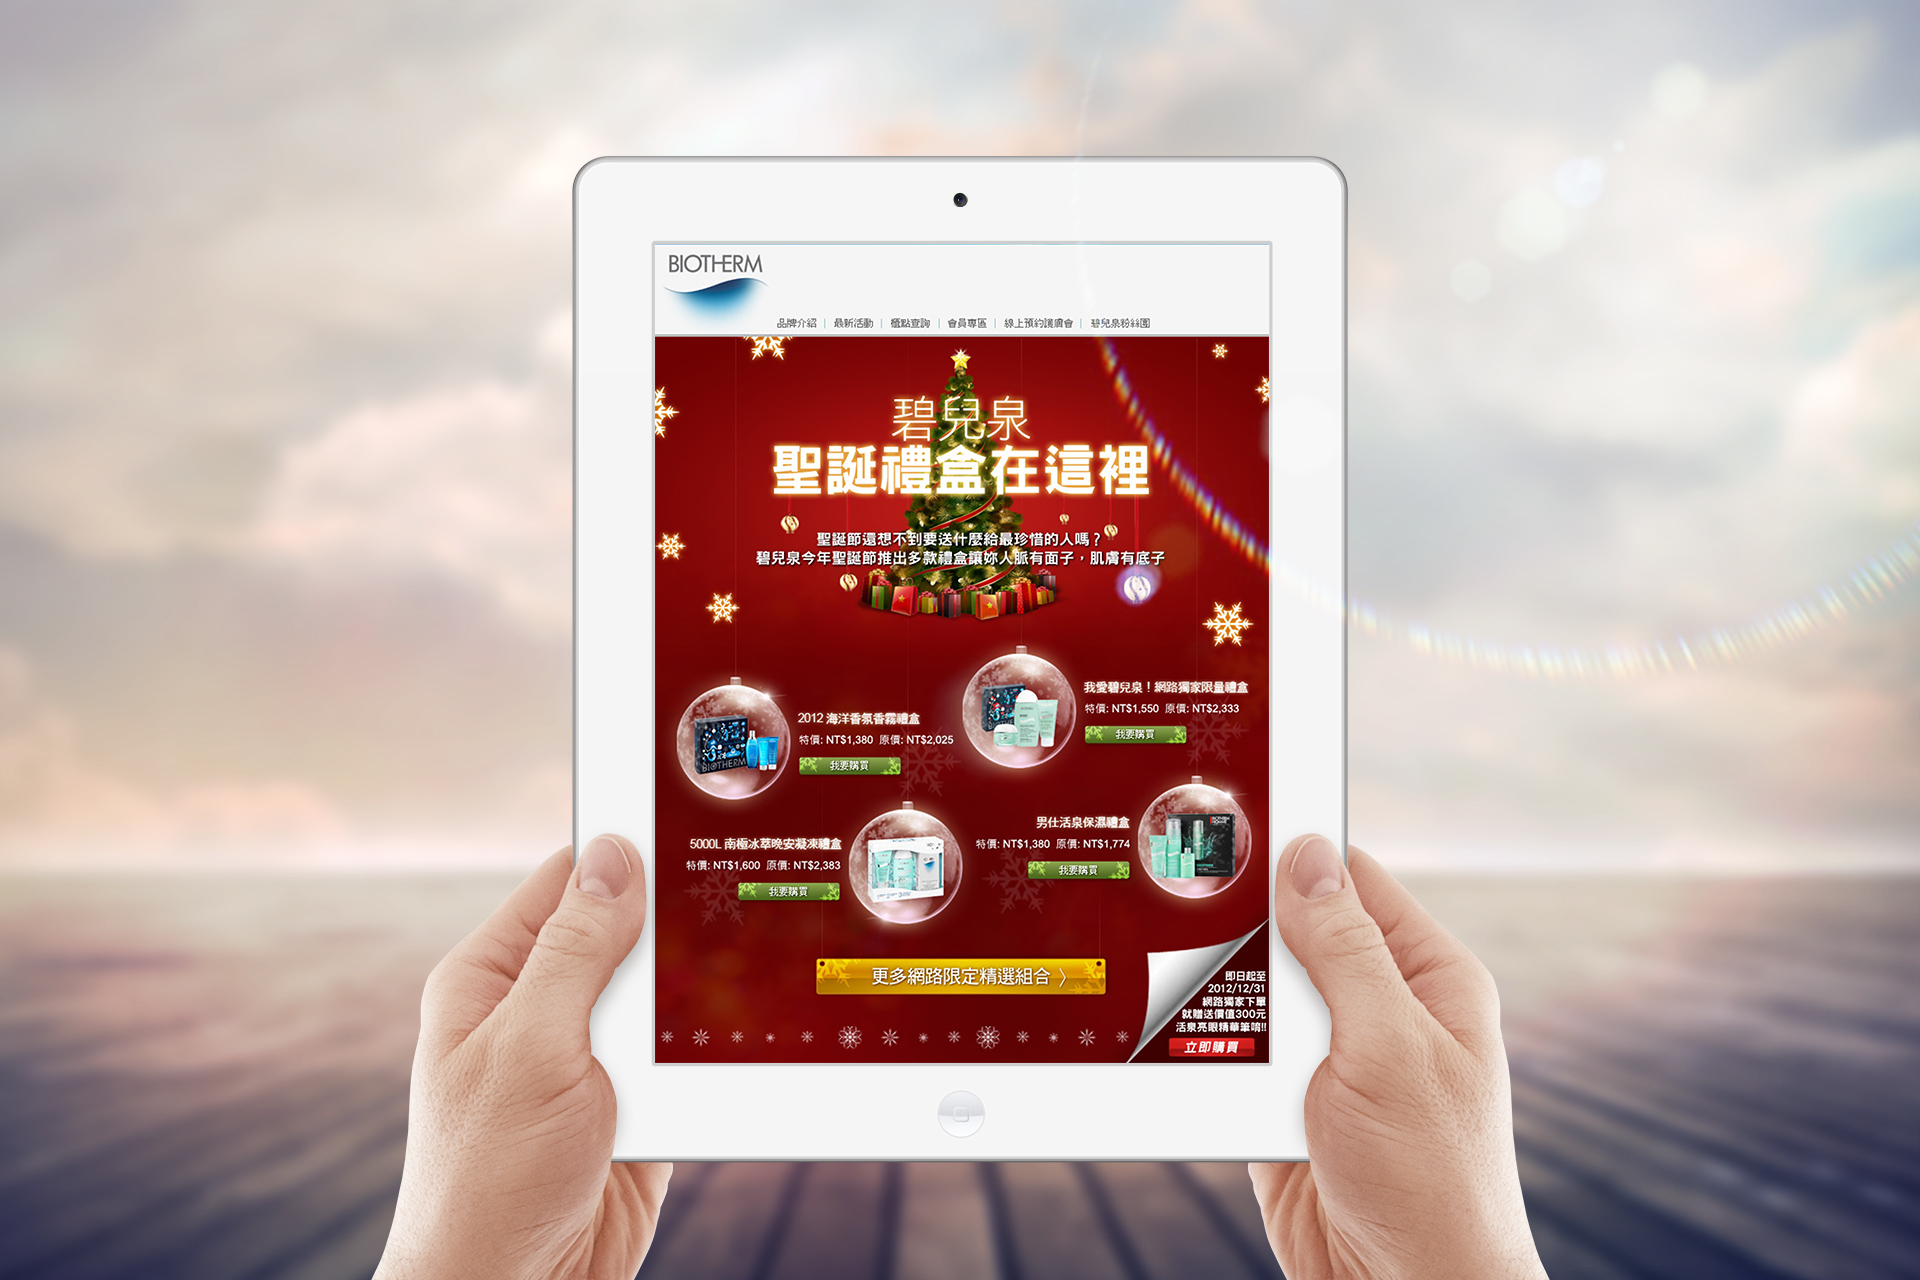 BIOTHERM
品牌介紹 | 最新活動 | 櫃點查詢 | 會員專區 | 線上預約護膚會 | 碧兒泉粉絲團
碧兒泉
聖誕禮盒在這裡
聖誕節還想不到要送什麼給最珍惜的人嗎？
碧兒泉今年聖誕節推出多款禮盒讓妳人脈有面子，肌膚有底子
2012 海洋香氛香霧禮盒
特價: NT$1,380 原價: NT$2,025
我要購買
BIOTHERM
我愛碧兒泉！網路獨家限量禮盒
特價: NT$1,550 原價: NT$2,333
我要購買
5000L 南極冰萃晚安凝凍禮盒
特價: NT$1,600 原價: NT$2,383
我要購買
男仕活泉保濕禮盒
特價: NT$1,380 原價: NT$1,774
我要購買
更多網路限定精選組合 〉
即日起至
2012/12/31
網路獨家下單
就贈送價值300元
活泉亮眼精華筆唷!!
立即購買